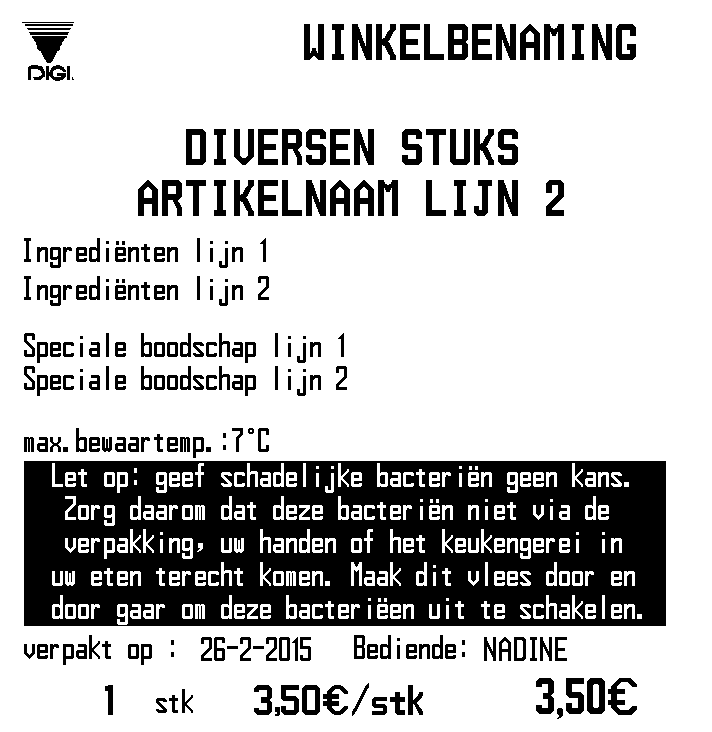 DIGI.
WINKELBENAMING
DIVERSEN STUKS
ARTIKELNAAM LIJN 2
Ingrediënten lijn 1
Ingrediënten lijn 2
Speciale boodschap lijn 1
Speciale boodschap lijn 2
max.bewaartemp.:7°C
Let op: geef schadelijke bacteriën geen kans.
Zorg daarom dat deze bacteriën niet via de
verpakking, uw handen of het keukengerei in
uw eten terecht komen. Maak dit vlees door en
door gaar om deze bacteriëen uit te schakelen.
verpakt op : 26-2-2015 Bediende: NADINE
1 stk 3,50€/stk 3,50€